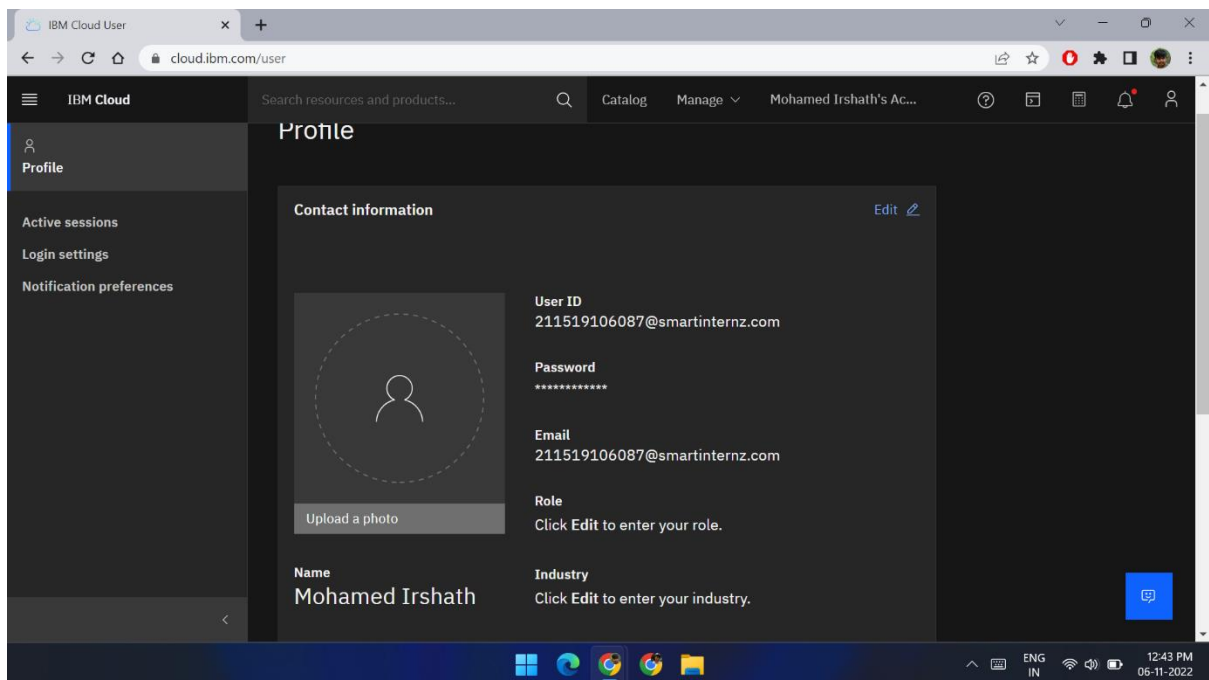 IBM Cloud User
cloud.ibm.com/user
IBM Cloud
Search resources and products...
Catalog
Manage
Mohamed Irshath's Ac...
Profile
Active sessions
Login settings
Notification preferences
Profile
Contact information
Edit
Upload a photo
Name
Mohamed Irshath
User ID
211519106087@smartinternz.com
Password
************
Email
211519106087@smartinternz.com
Role
Click Edit to enter your role.
Industry
Click Edit to enter your industry.
ENG
IN
12:43 PM
06-11-2022